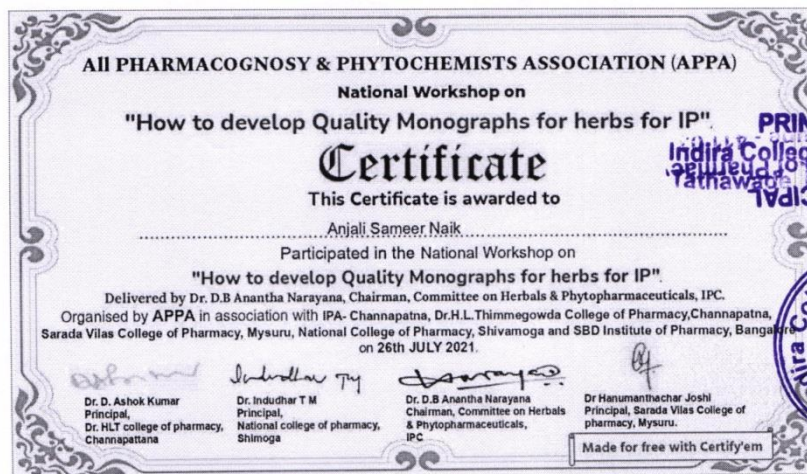 All PHARMACOGNOSY & PHYTOCHEMISTS ASSOCIATION (APPA)
National Workshop on
"How to develop Quality Monographs for herbs for IP".
Certificate
This Certificate is awarded to
Anjali Sameer Naik
Participated in the National Workshop on
"How to develop Quality Monographs for herbs for IP".
Delivered by Dr. D.B Anantha Narayana, Chairman, Committee on Herbals & Phytopharmaceuticals, IPC.
Organised by APPA in association with IPA- Channapatna, Dr.H.L.Thimmegowda College of Pharmacy,Channapatna,
Sarada Vilas College of Pharmacy, Mysuru, National College of Pharmacy, Shivamoga and SBD Institute of Pharmacy, Bangalore
on 26th JULY 2021.
Dr. D. Ashok Kumar
Principal,
Dr. HLT college of pharmacy,
Channapattana
Dr. Indudhar T M
Principal,
National college of pharmacy,
Shimoga
Dr. D.B Anantha Narayana
Chairman, Committee on Herbals
& Phytopharmaceuticals,
IPC
Dr Hanumanthachar Joshi
Principal, Sarada Vilas College of
pharmacy, Mysuru.
Made for free with Certify'em
PRIN
Indira College